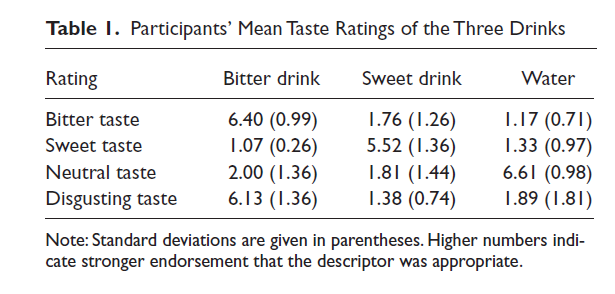 Table 1. Participants' Mean Taste Ratings of the Three Drinks
Rating Bitter drink Sweet drink Water
Bitter taste 6.40 (0.99) 1.76 (1.26) 1.17 (0.71)
Sweet taste 1.07 (0.26) 5.52 (1.36) 1.33 (0.97)
Neutral taste 2.00 (1.36) 1.81 (1.44) 6.61 (0.98)
Disgusting taste 6.13 (1.36) 1.38 (0.74) 1.89 (1.81)
Note: Standard deviations are given in parentheses. Higher numbers indi-
cate stronger endorsement that the descriptor was appropriate.